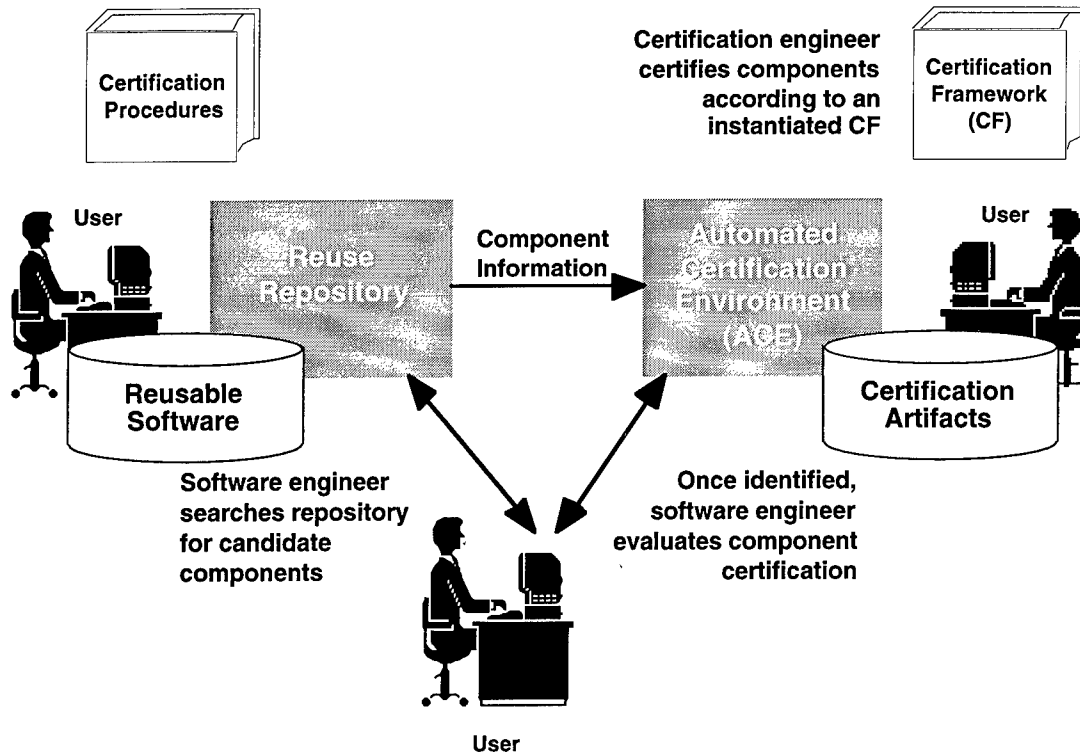 Certification
Procedures
Certification engineer
certifies components
according to an
instantiated CF
Certification
Framework
(CF)
User
Reuse
Repository
Component
Information
Automated
Certification
Environment
(ACE)
User
Reusable
Software
Certification
Artifacts
Software engineer
searches repository
for candidate
components
Once identified,
software engineer
evaluates component
certification
User